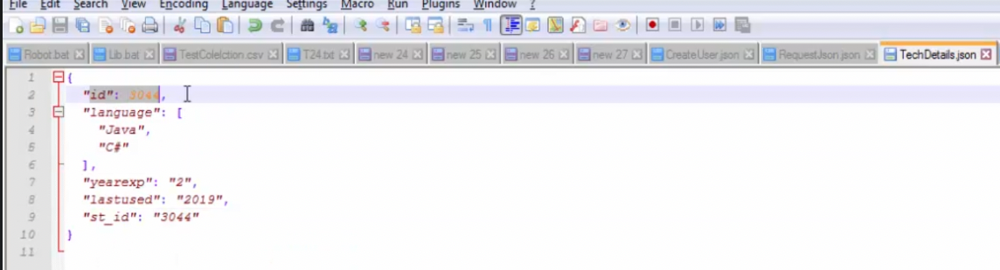 File Edit Search View Encoding Language Settings Macro Run Plugins Window ?
Robot.bat Lib.bat TestColelction.csv T24.txt new 24 new 25 new 26 new 27 CreateUser.json RequestJson.json TechDetails.json
1 {
2 "id": 3044,
3 "language": [
4 "Java",
5 "C#"
6 ],
7 "yearexp": "2",
8 "lastused": "2019",
9 "st_id": "3044"
10 }
11